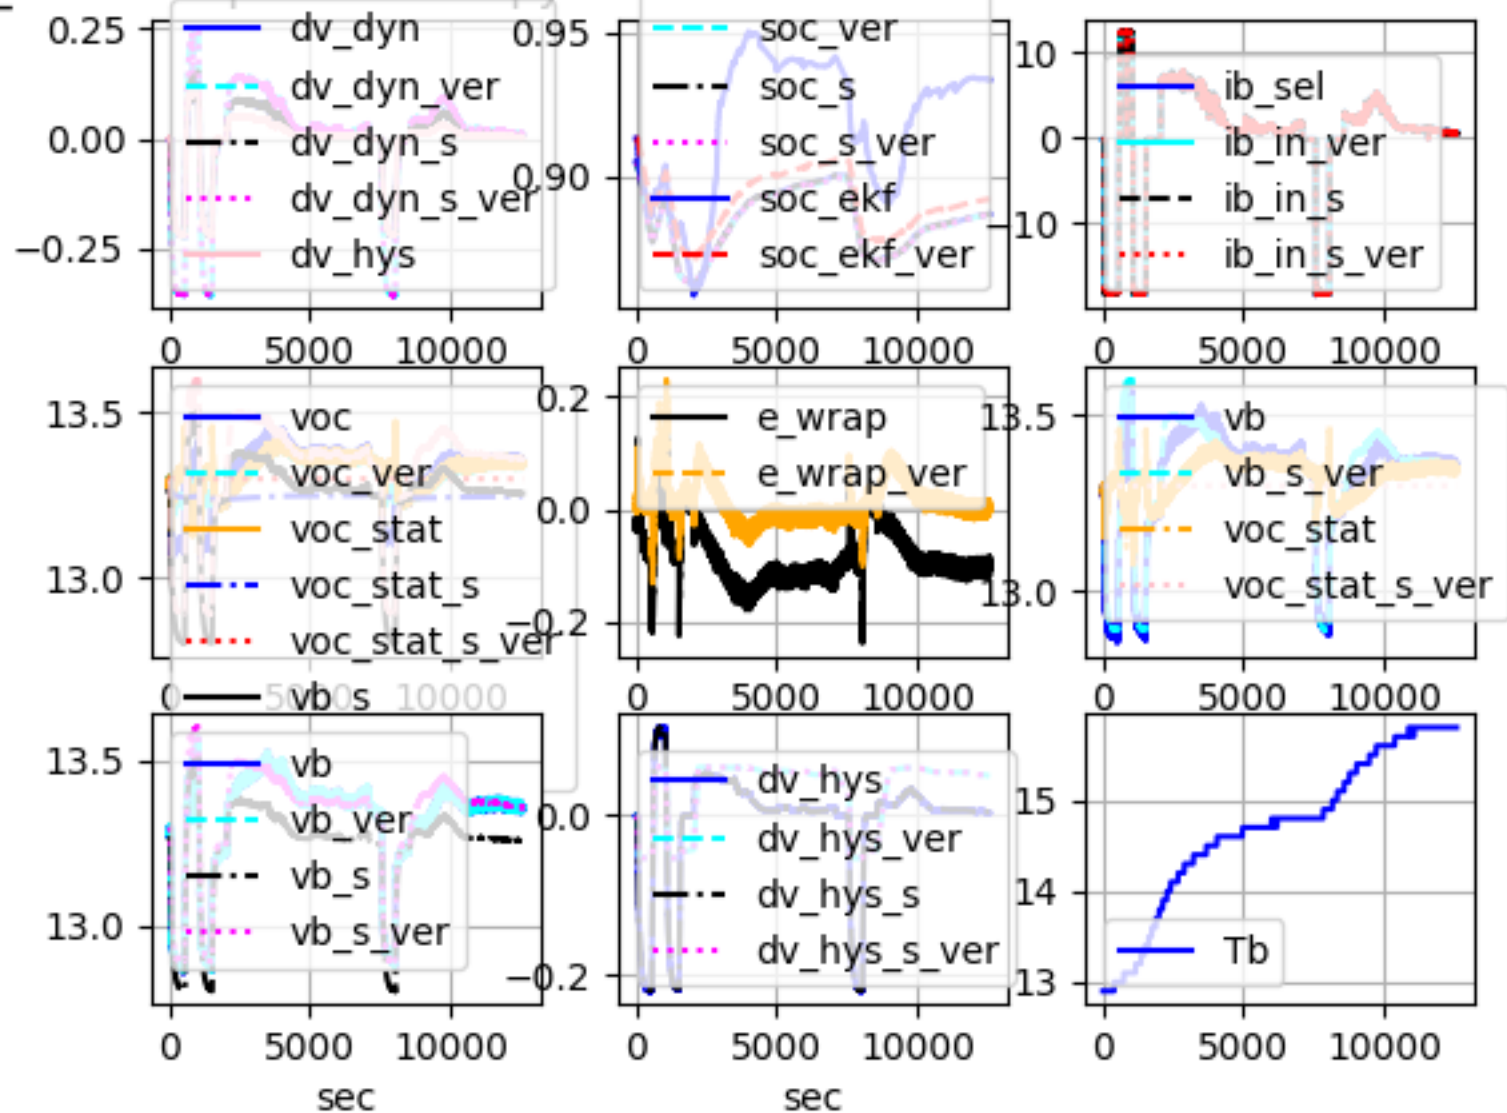 0.25
0.00
−0.25
dv_dyn
dv_dyn_ver
dv_dyn_s
dv_dyn_s_ver
dv_hys
0 5000 10000
0.95
0.90
soc_ver
soc_s
soc_s_ver
soc_ekf
soc_ekf_ver
0 5000 10000
10
0
10
ib_sel
ib_in_ver
ib_in_s
ib_in_s_ver
0 5000 10000
13.5
13.0
voc
voc_ver
voc_stat
voc_stat_s
voc_stat_s_ver
vb_s
0 5000 10000
0.2
0.0
−0.2
e_wrap
e_wrap_ver
0 5000 10000
13.5
13.0
vb
vb_s_ver
voc_stat
voc_stat_s_ver
0 5000 10000
13.5
13.0
vb
vb_ver
vb_s
vb_s_ver
0 5000 10000
sec
0.0
−0.2
dv_hys
dv_hys_ver
dv_hys_s
dv_hys_s_ver
0 5000 10000
sec
15
14
13
Tb
0 5000 10000